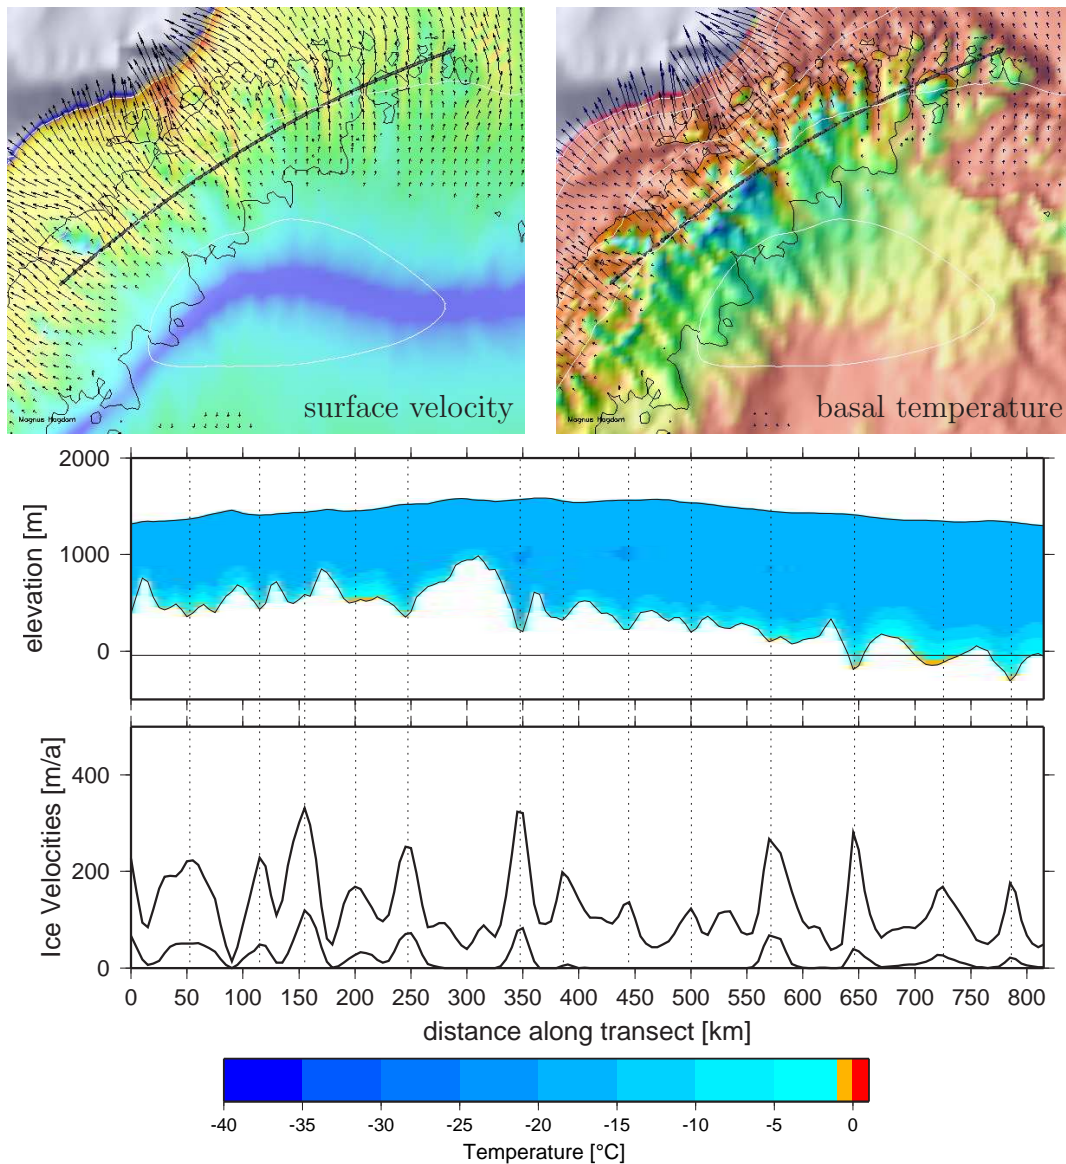 Magnus Hagdorn
surface velocity
Magnus Hagdorn
basal temperature
2000
1000
0
elevation [m]
400
200
0
Ice Velocities [m/a]
0 50 100 150 200 250 300 350 400 450 500 550 600 650 700 750 800
distance along transect [km]
-40 -35 -30 -25 -20 -15 -10 -5 0
Temperature [°C]